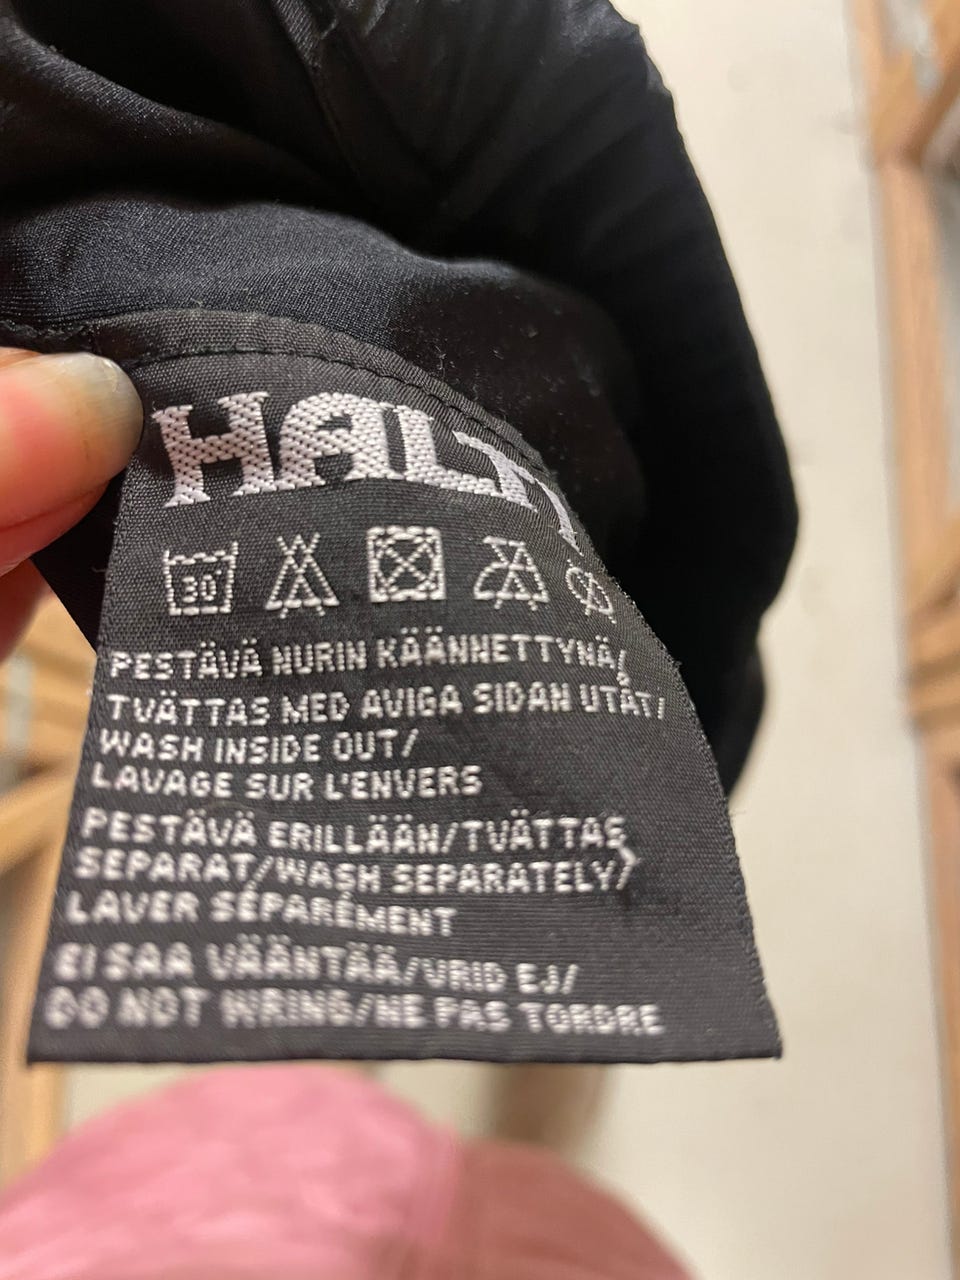 HALTI
30
PESTÄVÄ NURIN KÄÄNNETTYNÄ/
TVÄTTAS MED AVIGA SIDAN UTÅT/
WASH INSIDE OUT/
LAVAGE SUR L'ENVERS
PESTÄVÄ ERILLÄÄN/TVÄTTAS
SEPARAT/WASH SEPARATELY/
LAVER SÉPARÉMENT
EI SAA VÄÄNTÄÄ/VRID EJ/
DO NOT WRING/NE PAS TORDRE